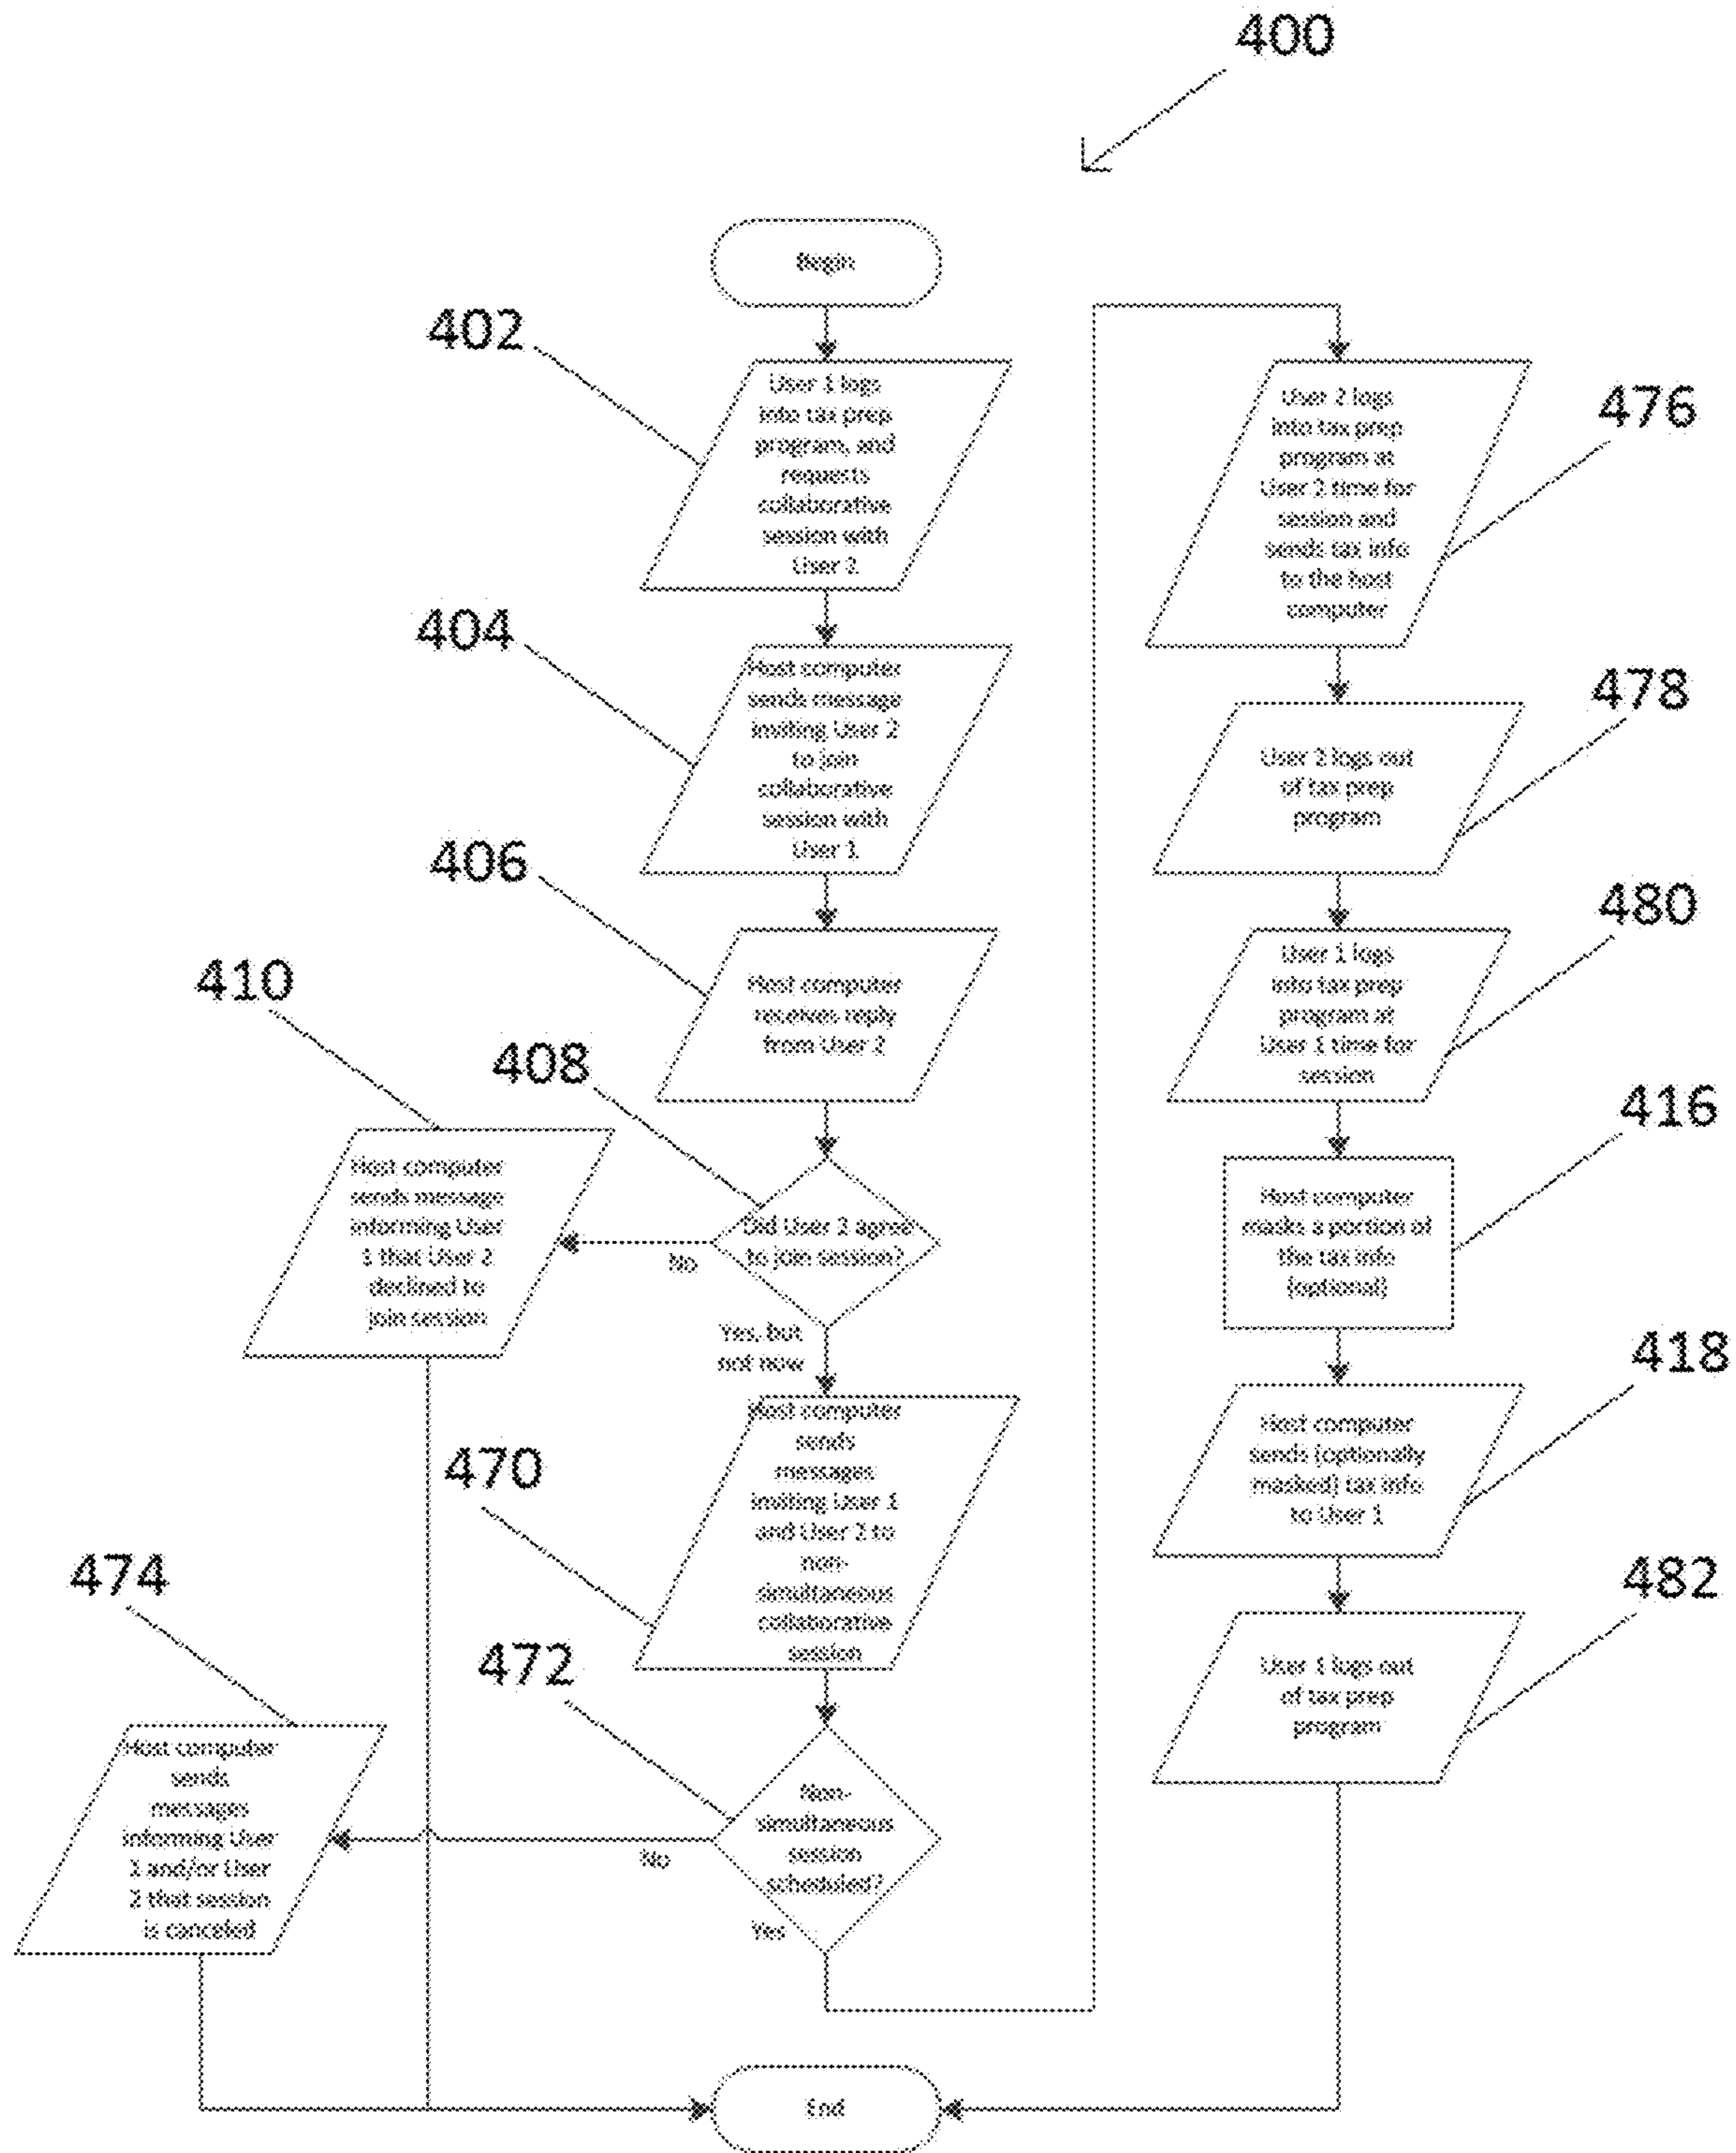 400
Begin
402
User 1 logs
into tax prep
program, and
requests
collaborative
session with
User 2
404
Host computer
sends message
inviting User 2
to join
collaborative
session with
User 1
406
Host computer
receives reply
from User 2
408
Did User 2 agree
to join session?
No
410
Host computer
sends message
informing User
1 that User 2
declined to
join session
Yes, but
not now
470
Host computer
sends
messages
inviting User 1
and User 2 to
non-
simultaneous
collaborative
session
472
Non-
simultaneous
session
scheduled?
No
Yes
474
Host computer
sends
messages
informing User
1 and/or User
2 that session
is canceled
476
User 2 logs
into tax prep
program at
User 2 time for
session and
sends tax info
to the host
computer
478
User 2 logs out
of tax prep
program
480
User 1 logs
into tax prep
program at
User 1 time for
session
416
Host computer
masks a portion of
the tax info
(optional)
418
Host computer
sends (optionally
masked) tax info
to User 1
482
User 1 logs out
of tax prep
program
End